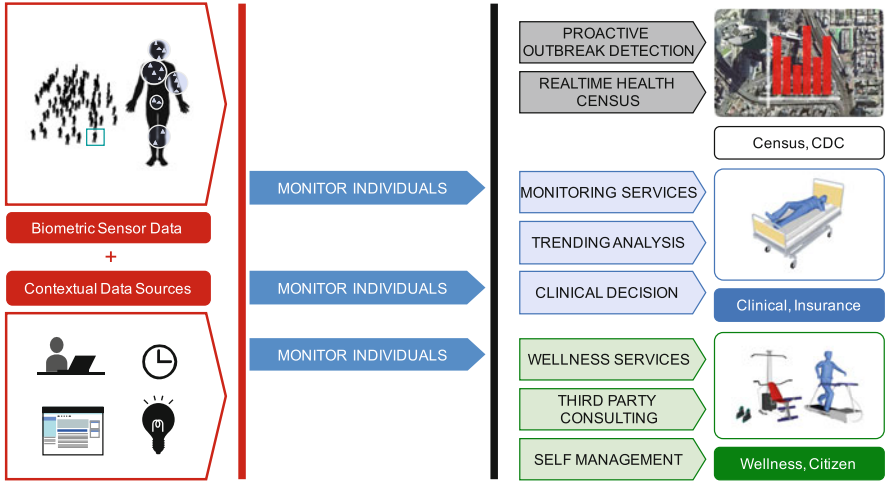 Biometric Sensor Data
+
Contextual Data Sources
MONITOR INDIVIDUALS
MONITOR INDIVIDUALS
MONITOR INDIVIDUALS
PROACTIVE
OUTBREAK DETECTION
REALTIME HEALTH
CENSUS
Census, CDC
MONITORING SERVICES
TRENDING ANALYSIS
CLINICAL DECISION
Clinical, Insurance
WELLNESS SERVICES
THIRD PARTY
CONSULTING
SELF MANAGEMENT
Wellness, Citizen